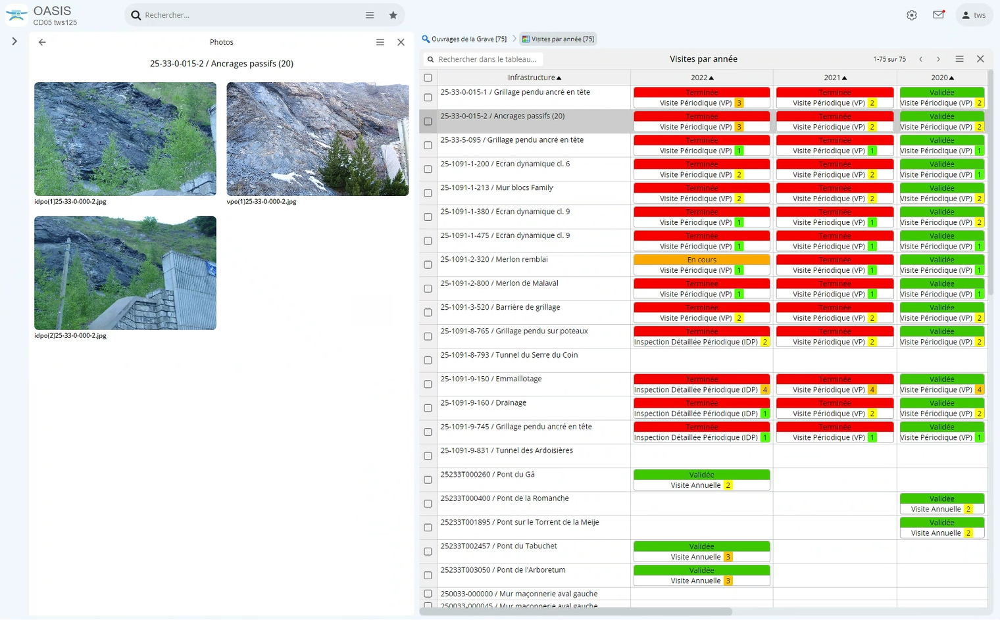 OASIS
CD05 tws125
Rechercher...
tws
Photos
25-33-0-015-2 / Ancrages passifs (20)
idpo(1)25-33-0-000-2.jpg
vpo(1)25-33-0-000-2.jpg
idpo(2)25-33-0-000-2.jpg
Ouvrages de la Grave [75]
Visites par année [75]
Rechercher dans le tableau...
Visites par année
1-75 sur 75
Infrastructure 2022 2021 2020
25-33-0-015-1 / Grillage pendu ancré en tête Terminée Terminée Validée
Visite Périodique (VP) 3 Visite Périodique (VP) 2 Visite Périodique (VP) 2
25-33-0-015-2 / Ancrages passifs (20) Terminée Terminée Validée
Visite Périodique (VP) 3 Visite Périodique (VP) 2 Visite Périodique (VP) 2
25-33-5-095 / Grillage pendu ancré en tête Terminée Terminée Validée
Visite Périodique (VP) 1 Visite Périodique (VP) 1 Visite Périodique (VP) 1
25-1091-1-200 / Ecran dynamique cl. 6 Terminée Terminée Validée
Visite Périodique (VP) 2 Visite Périodique (VP) 2 Visite Périodique (VP) 1
25-1091-1-213 / Mur blocs Family Terminée Terminée Validée
Visite Périodique (VP) 2 Visite Périodique (VP) 2 Visite Périodique (VP) 2
25-1091-1-380 / Ecran dynamique cl. 9 Terminée Terminée Validée
Visite Périodique (VP) 1 Visite Périodique (VP) 1 Visite Périodique (VP) 2
25-1091-1-475 / Ecran dynamique cl. 9 Terminée Terminée Validée
Visite Périodique (VP) 1 Visite Périodique (VP) 1 Visite Périodique (VP) 1
25-1091-2-320 / Merlon remblai En cours Terminée Validée
Visite Périodique (VP) 1 Visite Périodique (VP) 1 Visite Périodique (VP) 1
25-1091-2-800 / Merlon de Malaval Terminée Terminée Validée
Visite Périodique (VP) 1 Visite Périodique (VP) 1 Visite Périodique (VP) 1
25-1091-3-520 / Barrière de grillage Terminée Terminée Validée
Visite Périodique (VP) 2 Visite Périodique (VP) 2 Visite Périodique (VP) 2
25-1091-8-765 / Grillage pendu sur poteaux Terminée Terminée Validée
Inspection Détaillée Périodique (IDP) 2 Visite Périodique (VP) 2 Visite Périodique (VP) 2
25-1091-8-793 / Tunnel du Serre du Coin
25-1091-9-150 / Emmaillotage Terminée Terminée Validée
Inspection Détaillée Périodique (IDP) 4 Visite Périodique (VP) 4 Visite Périodique (VP) 4
25-1091-9-160 / Drainage Terminée Terminée Validée
Inspection Détaillée Périodique (IDP) 1 Visite Périodique (VP) 2 Visite Périodique (VP) 2
25-1091-9-745 / Grillage pendu ancré en tête Terminée Terminée Validée
Inspection Détaillée Périodique (IDP) 1 Visite Périodique (VP) 1 Visite Périodique (VP) 1
25-1091-9-831 / Tunnel des Ardoisières
25233T000260 / Pont du Gâ Validée
Visite Annuelle 2
25233T000400 / Pont de la Romanche Validée
Visite Annuelle 2
25233T001895 / Pont sur le Torrent de la Meije Validée
Visite Annuelle 2
25233T002457 / Pont du Tabuchet Validée
Visite Annuelle 3
25233T003050 / Pont de l'Arboretum Validée
Visite Annuelle 3
250033-000000 / Mur maçonnerie aval gauche
250033-000045 / Mur maçonnerie aval gauche